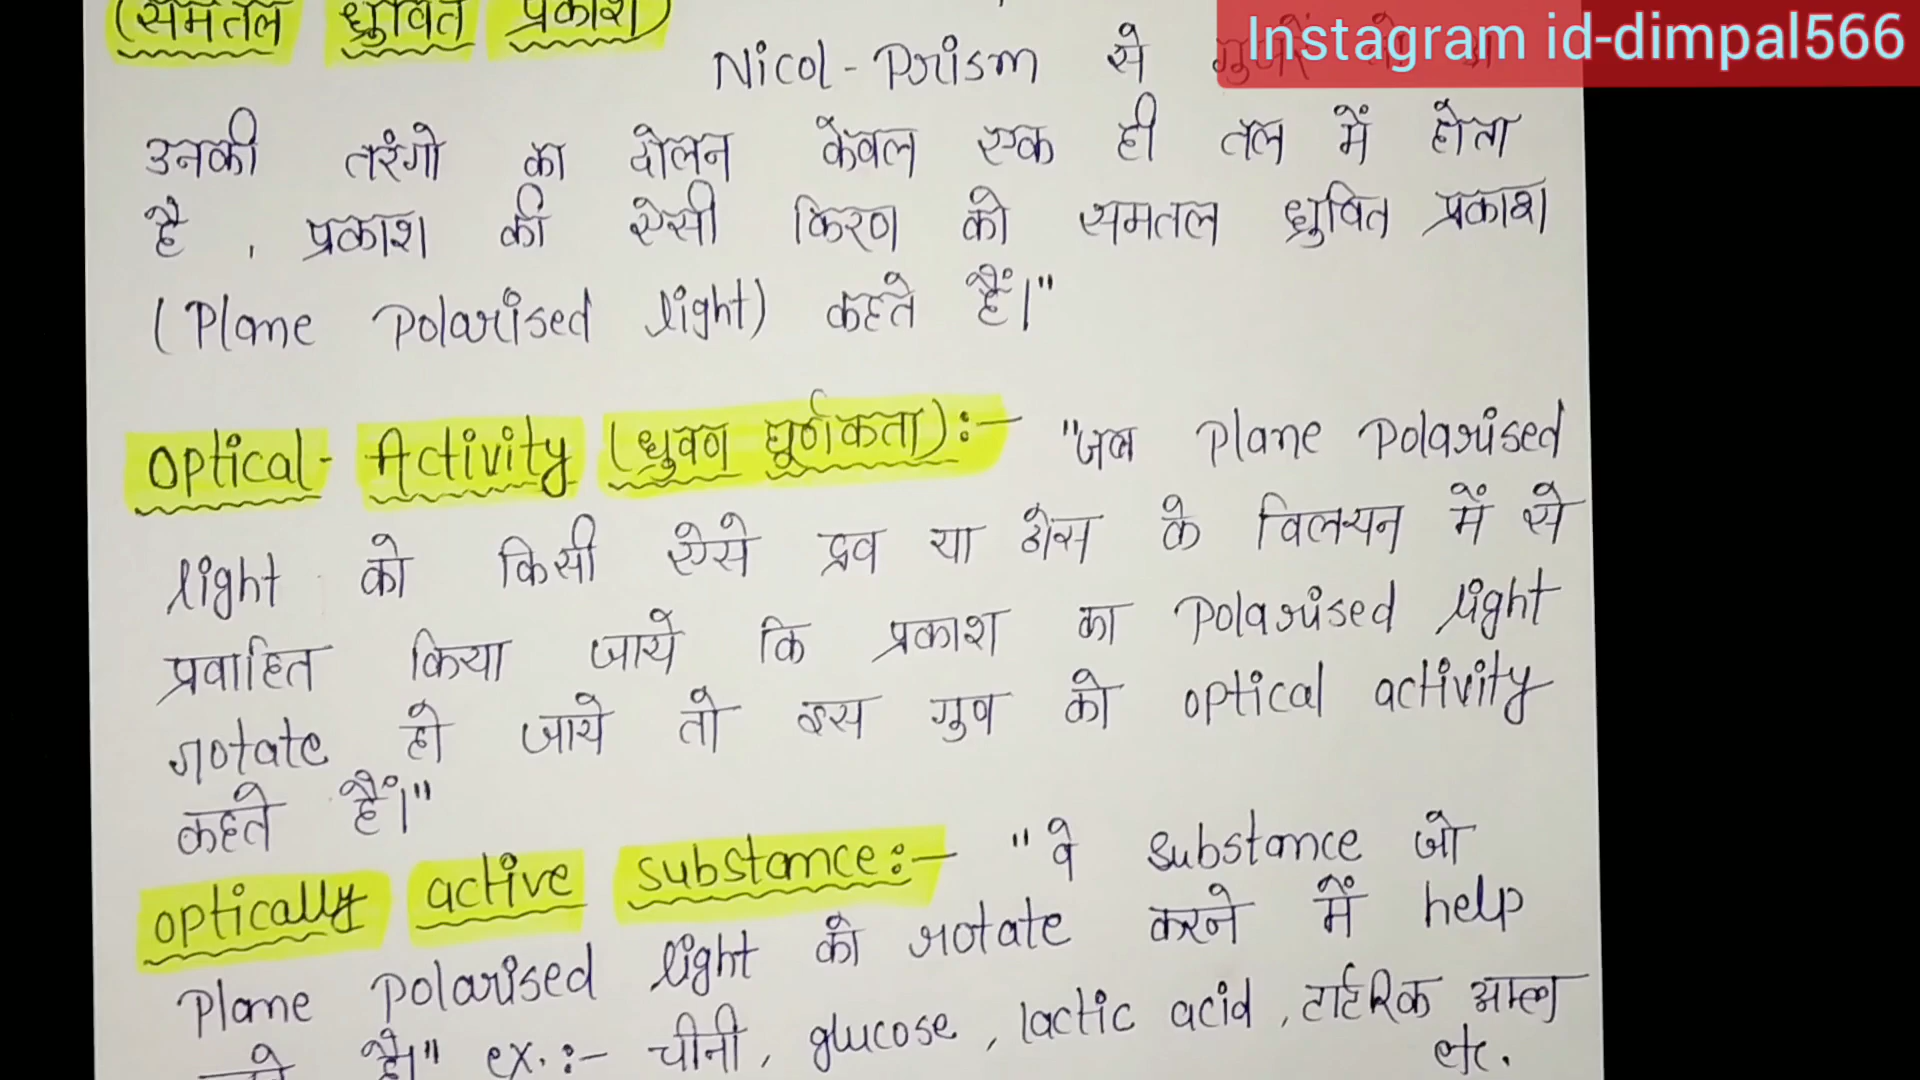 (समतल ध्रुवित प्रकाश)
Instagram id-dimpal566
Nicol-Prism से
उनकी तरंगो का दोलन केवल एक ही तल में होता
है, प्रकाश की ऐसी किरण को समतल ध्रुवित प्रकाश
(Plane Polarised light) कहते हैं।"
Optical- Activity (ध्रुवण घूर्णकता):- "जब Plane Polarised
light को किसी ऐसे द्रव या के विलयन में से
प्रवाहित किया जाये कि प्रकाश का Polarised light
rotate हो जाये तो इस गुण को optical activity
कहते हैं।"
optically active substance:- "वे substance जो
Plane Polarised light को rotate करने में help
है।" ex.:- चीनी, glucose, lactic acid, टार्टरिक अम्ल
etc.